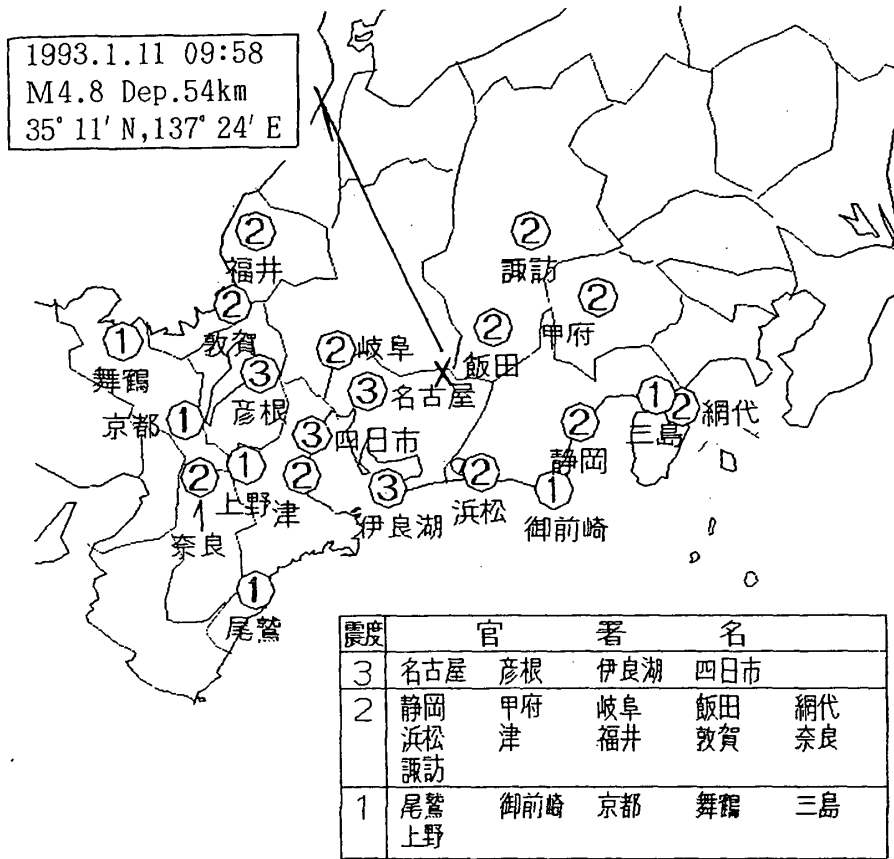 1993.1.11 09:58
M4.8 Dep.54km
35°11′N,137°24′E
2
福井
2
諏訪
2
敦賀
2
甲府
1
舞鶴
2
岐阜
2
飯田
3
彦根
3
名古屋
1
三島
2
網代
京都
1
3
四日市
2
静岡
2
奈良
1
上野
2
津
3
伊良湖
2
浜松
1
御前崎
1
尾鷲
震度 官署名
3 名古屋 彦根 伊良湖 四日市
2 静岡 甲府 岐阜 飯田 網代
浜松 津 福井 敦賀 奈良
諏訪
1 尾鷲 御前崎 京都 舞鶴 三島
上野